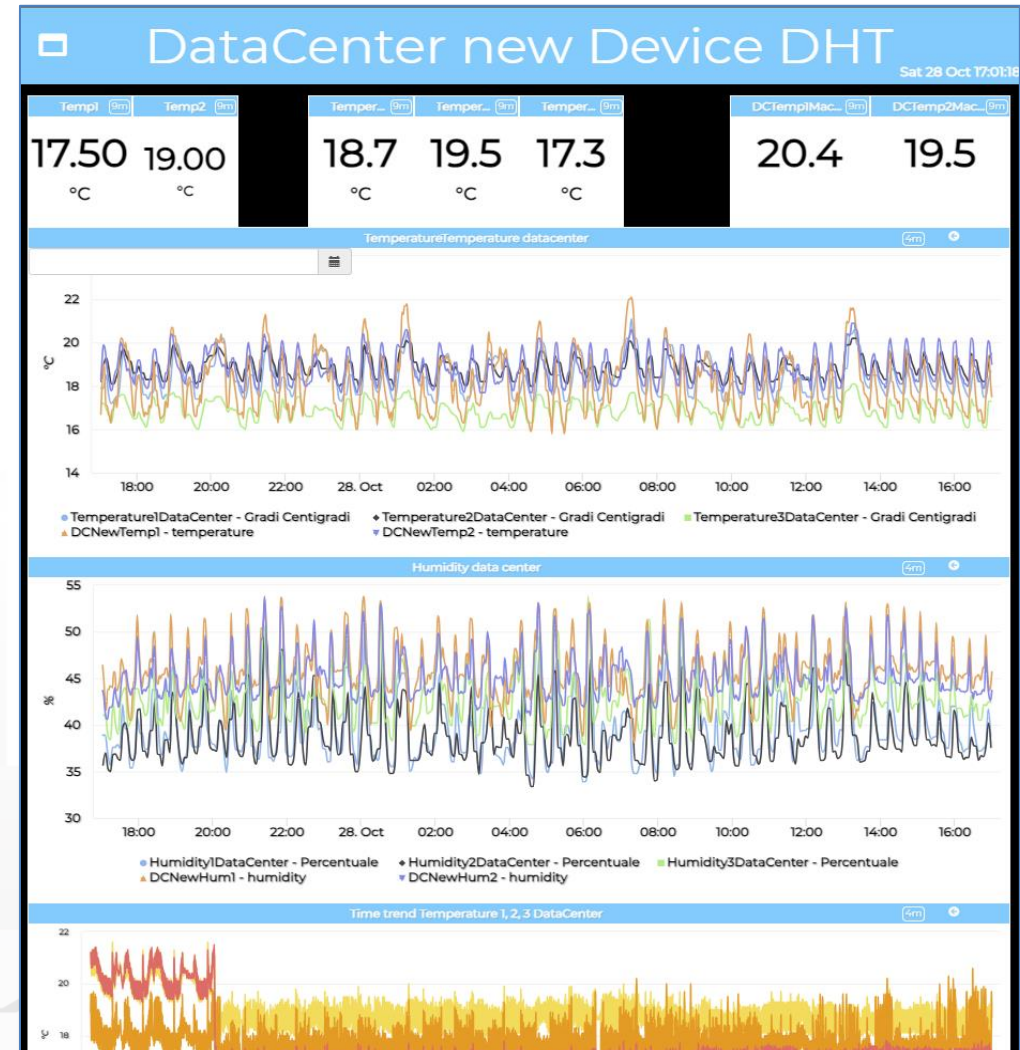 DataCenter new Device DHT
Sat 28 Oct 17:01:18
Temp1 9m Temp2 9m Temper... 9m Temper... 9m Temper... 9m DCTemp1Mac... 9m DCTemp2Mac... 9m
17.50 19.00 18.7 19.5 17.3 20.4 19.5
°C °C °C °C °C
TemperatureTemperature datacenter 4m
22
20
°C
18
16
14
18:00 20:00 22:00 28. Oct 02:00 04:00 06:00 08:00 10:00 12:00 14:00 16:00
Temperature1DataCenter - Gradi Centigradi Temperature2DataCenter - Gradi Centigradi Temperature3DataCenter - Gradi Centigradi
DCNewTemp1 - temperature DCNewTemp2 - temperature
Humidity data center 4m
55
50
45
%
40
35
30
18:00 20:00 22:00 28. Oct 02:00 04:00 06:00 08:00 10:00 12:00 14:00 16:00
Humidity1DataCenter - Percentuale Humidity2DataCenter - Percentuale Humidity3DataCenter - Percentuale
DCNewHum1 - humidity DCNewHum2 - humidity
Time trend Temperature 1, 2, 3 DataCenter 4m
22
20
°C 18